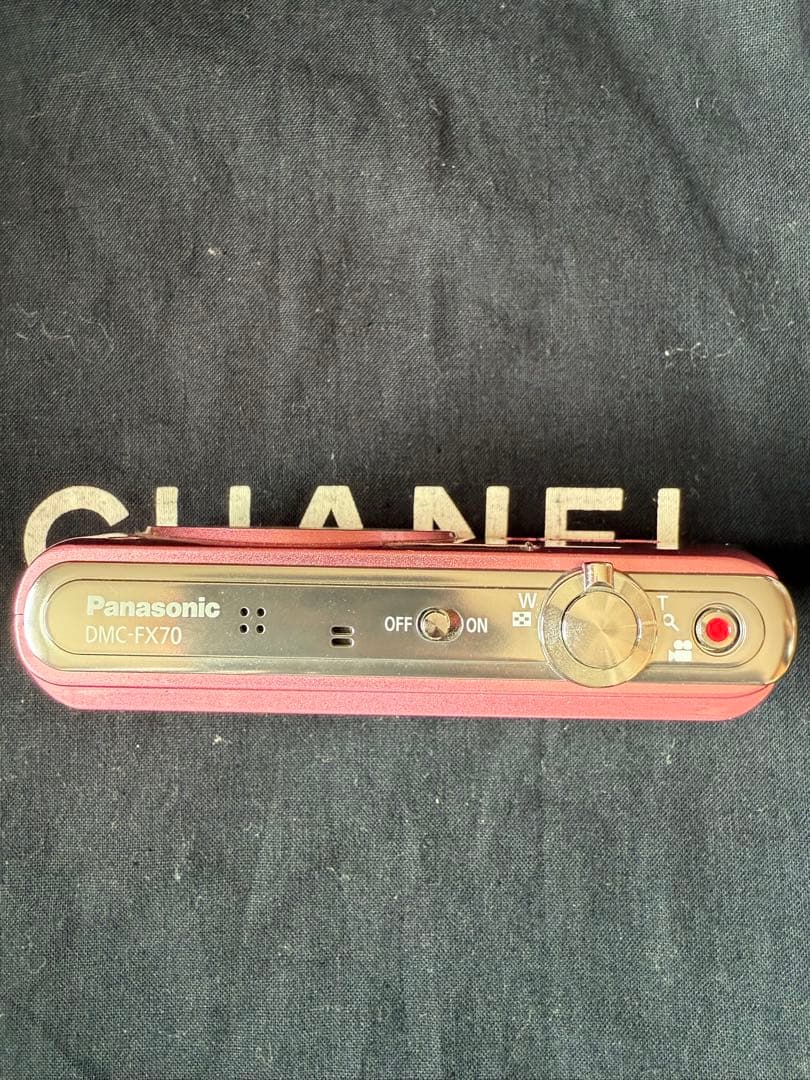 CHANEL
Panasonic
DMC-FX70
OFF ON
W T